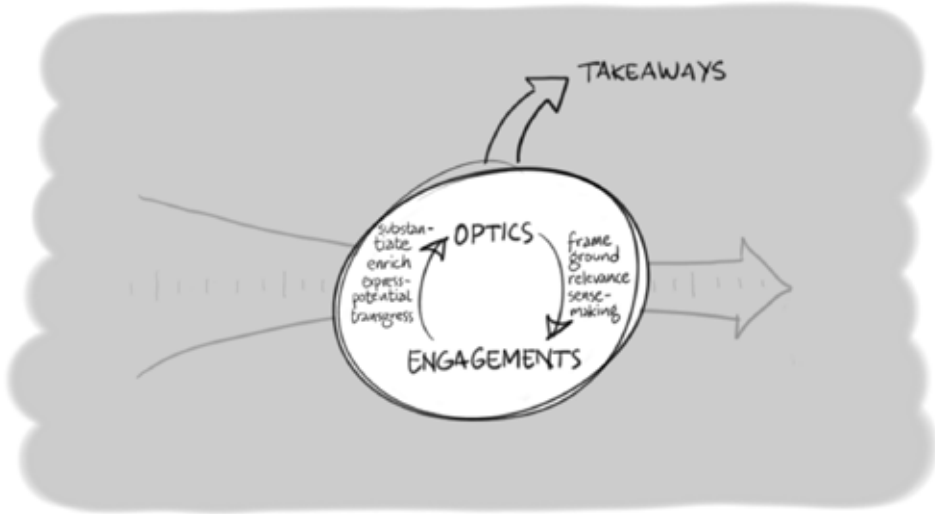 TAKEAWAYS
substan-
tiate
enrich
express-
potential
transgress
OPTICS
frame
ground
relevance
sense-
making
ENGAGEMENTS